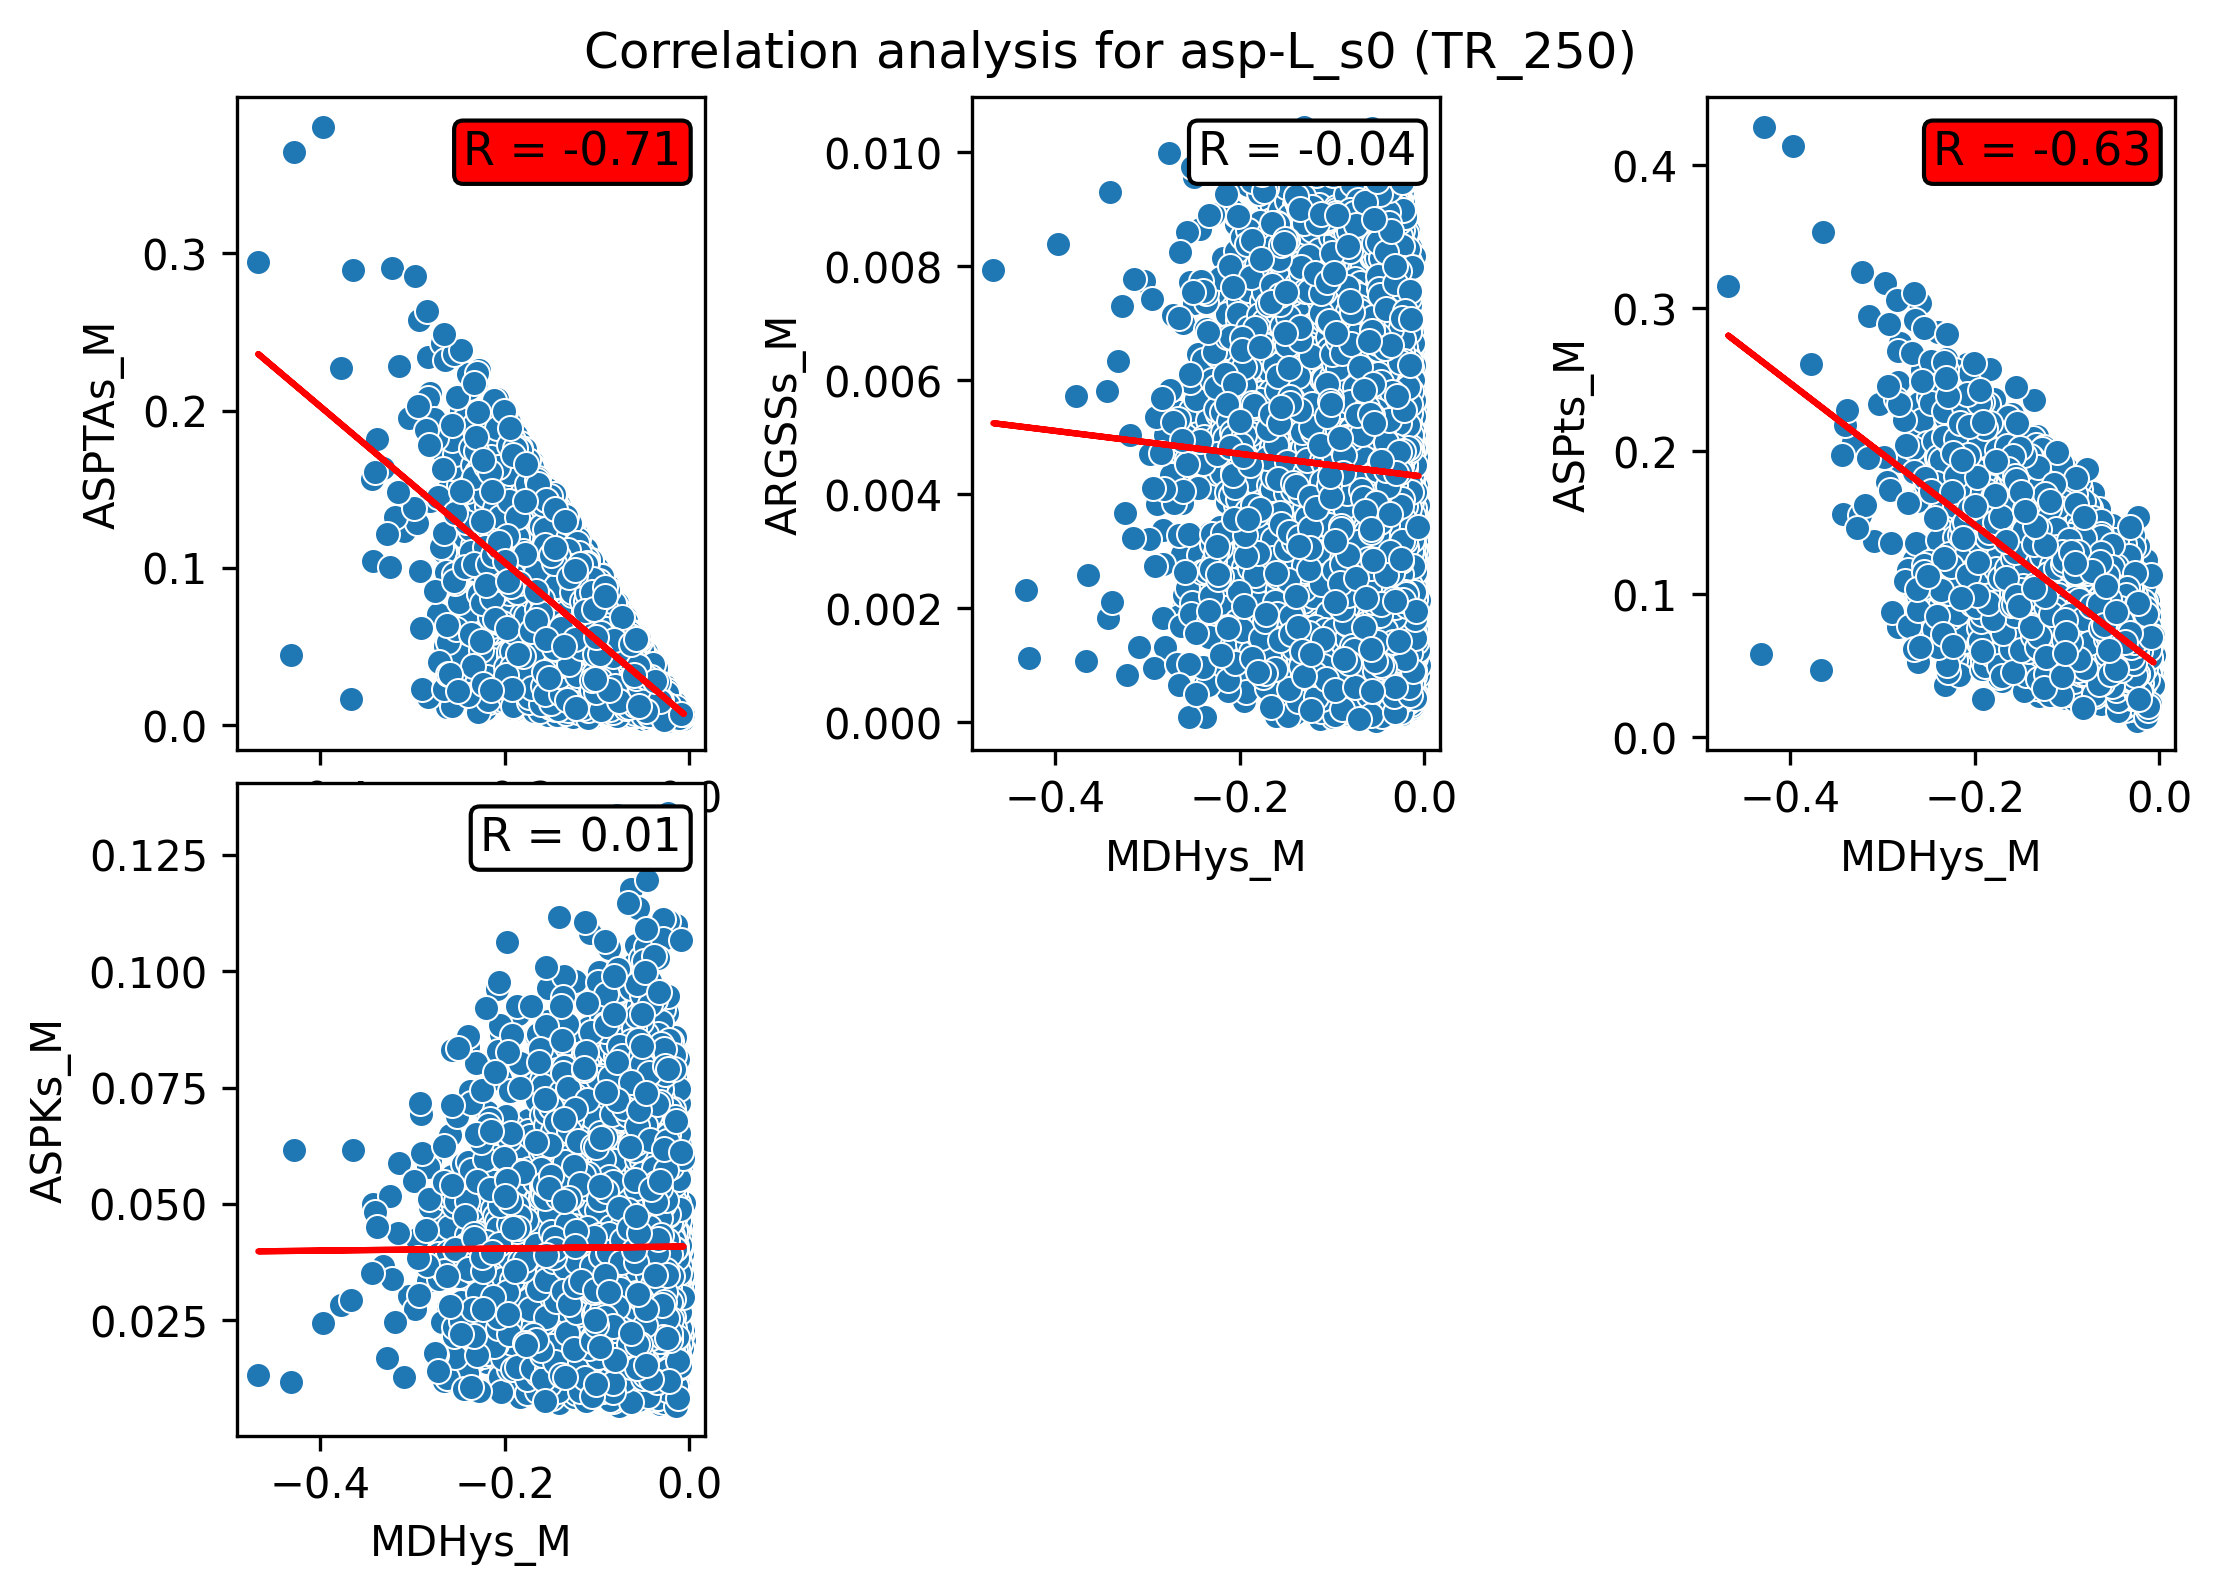 Correlation analysis for asp-L_s0 (TR_250)
R = -0.71
0.3
0.2
0.1
0.0
ASPTAs_M
R = -0.04
0.010
0.008
0.006
0.004
0.002
0.000
ARGSSs_M
−0.4 −0.2 0.0
MDHys_M
R = -0.63
0.4
0.3
0.2
0.1
0.0
ASPts_M
−0.4 −0.2 0.0
MDHys_M
R = 0.01
0.125
0.100
0.075
0.050
0.025
ASPKs_M
−0.4 −0.2 0.0
MDHys_M